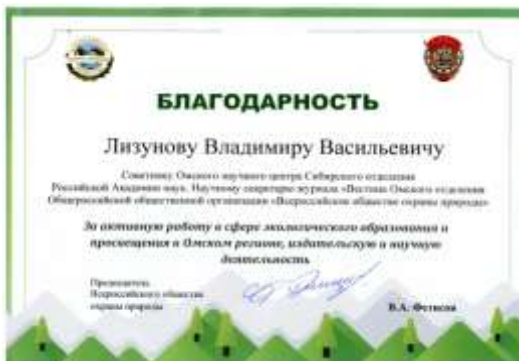 БЛАГОДАРНОСТЬ
Лизунову Владимиру Васильевичу
Советнику Омского научного центра Сибирского отделения
Российской Академии наук. Научному секретарю журнала «Вестник Омского отделения
Общероссийской общественной организации «Всероссийское общество охраны природы»
За активную работу в сфере экологического образования и
просвещения в Омском регионе, издательскую и научную
деятельность
Председатель
Всероссийского общества
охраны природы
В.А. Фетисов